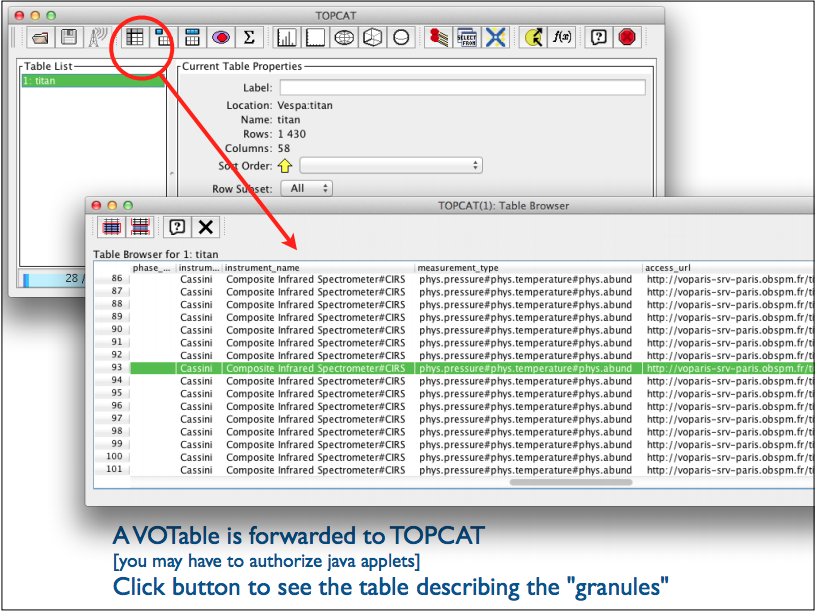 TOPCAT
Table List
1: titan
Current Table Properties
Label:
Location: Vespa:titan
Name: titan
Rows: 1 430
Columns: 58
Sort Order:
Row Subset: All
SELECT FROM
f(x)
Σ
28 /
TOPCAT(1): Table Browser
Table Browser for 1: titan
phase_... instrum... instrument_name measurement_type access_url
86 Cassini Composite Infrared Spectrometer#CIRS phys.pressure#phys.temperature#phys.abund http://voparis-srv-paris.obspm.fr/ti
87 Cassini Composite Infrared Spectrometer#CIRS phys.pressure#phys.temperature#phys.abund http://voparis-srv-paris.obspm.fr/ti
88 Cassini Composite Infrared Spectrometer#CIRS phys.pressure#phys.temperature#phys.abund http://voparis-srv-paris.obspm.fr/ti
89 Cassini Composite Infrared Spectrometer#CIRS phys.pressure#phys.temperature#phys.abund http://voparis-srv-paris.obspm.fr/ti
90 Cassini Composite Infrared Spectrometer#CIRS phys.pressure#phys.temperature#phys.abund http://voparis-srv-paris.obspm.fr/ti
91 Cassini Composite Infrared Spectrometer#CIRS phys.pressure#phys.temperature#phys.abund http://voparis-srv-paris.obspm.fr/ti
92 Cassini Composite Infrared Spectrometer#CIRS phys.pressure#phys.temperature#phys.abund http://voparis-srv-paris.obspm.fr/ti
93 Cassini Composite Infrared Spectrometer#CIRS phys.pressure#phys.temperature#phys.abund http://voparis-srv-paris.obspm.fr/ti
94 Cassini Composite Infrared Spectrometer#CIRS phys.pressure#phys.temperature#phys.abund http://voparis-srv-paris.obspm.fr/ti
95 Cassini Composite Infrared Spectrometer#CIRS phys.pressure#phys.temperature#phys.abund http://voparis-srv-paris.obspm.fr/ti
96 Cassini Composite Infrared Spectrometer#CIRS phys.pressure#phys.temperature#phys.abund http://voparis-srv-paris.obspm.fr/ti
97 Cassini Composite Infrared Spectrometer#CIRS phys.pressure#phys.temperature#phys.abund http://voparis-srv-paris.obspm.fr/ti
98 Cassini Composite Infrared Spectrometer#CIRS phys.pressure#phys.temperature#phys.abund http://voparis-srv-paris.obspm.fr/ti
99 Cassini Composite Infrared Spectrometer#CIRS phys.pressure#phys.temperature#phys.abund http://voparis-srv-paris.obspm.fr/ti
100 Cassini Composite Infrared Spectrometer#CIRS phys.pressure#phys.temperature#phys.abund http://voparis-srv-paris.obspm.fr/ti
101 Cassini Composite Infrared Spectrometer#CIRS phys.pressure#phys.temperature#phys.abund http://voparis-srv-paris.obspm.fr/ti
A VOTable is forwarded to TOPCAT
[you may have to authorize java applets]
Click button to see the table describing the "granules"